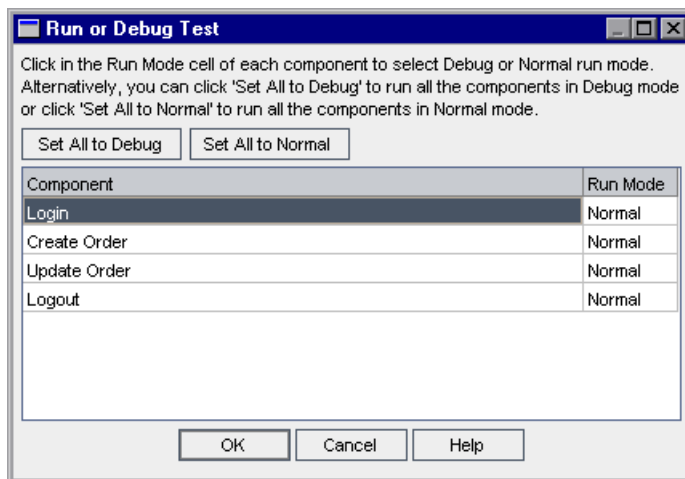 Run or Debug Test
Click in the Run Mode cell of each component to select Debug or Normal run mode.
Alternatively, you can click 'Set All to Debug' to run all the components in Debug mode
or click 'Set All to Normal' to run all the components in Normal mode.
Set All to Debug Set All to Normal
Component Run Mode
Login Normal
Create Order Normal
Update Order Normal
Logout Normal
OK Cancel Help